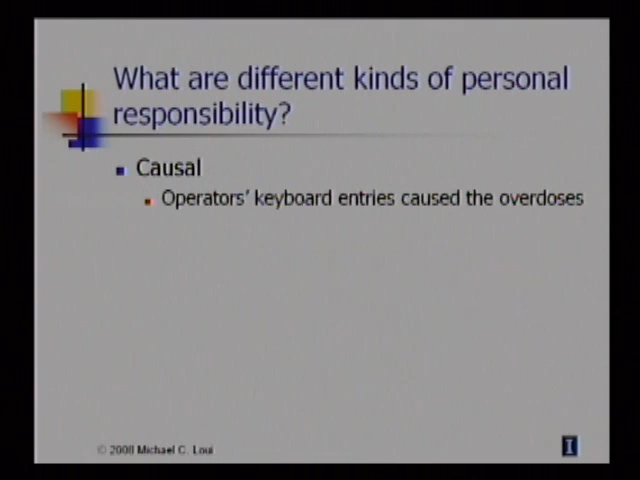 What are different kinds of personal
responsibility?
Causal
Operators' keyboard entries caused the overdoses
© 2008 Michael C. Loui
I